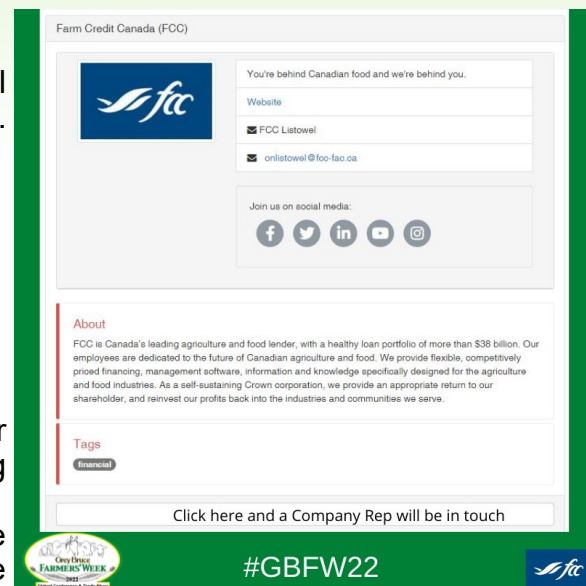 Farm Credit Canada (FCC)
fcc
You're behind Canadian food and we're behind you.
Website
FCC Listowel
onlistowel@fcc-fac.ca
Join us on social media:
About
FCC is Canada's leading agriculture and food lender, with a healthy loan portfolio of more than $38 billion. Our
employees are dedicated to the future of Canadian agriculture and food. We provide flexible, competitively
priced financing, management software, information and knowledge specifically designed for the agriculture
and food industries. As a self-sustaining Crown corporation, we provide an appropriate return to our
shareholder, and reinvest our profits back into the industries and communities we serve.
Tags
financial
Click here and a Company Rep will be in touch
Grey Bruce
FARMERS' WEEK
2022
Virtual Conference & Trade Show
#GBFW22
fcc